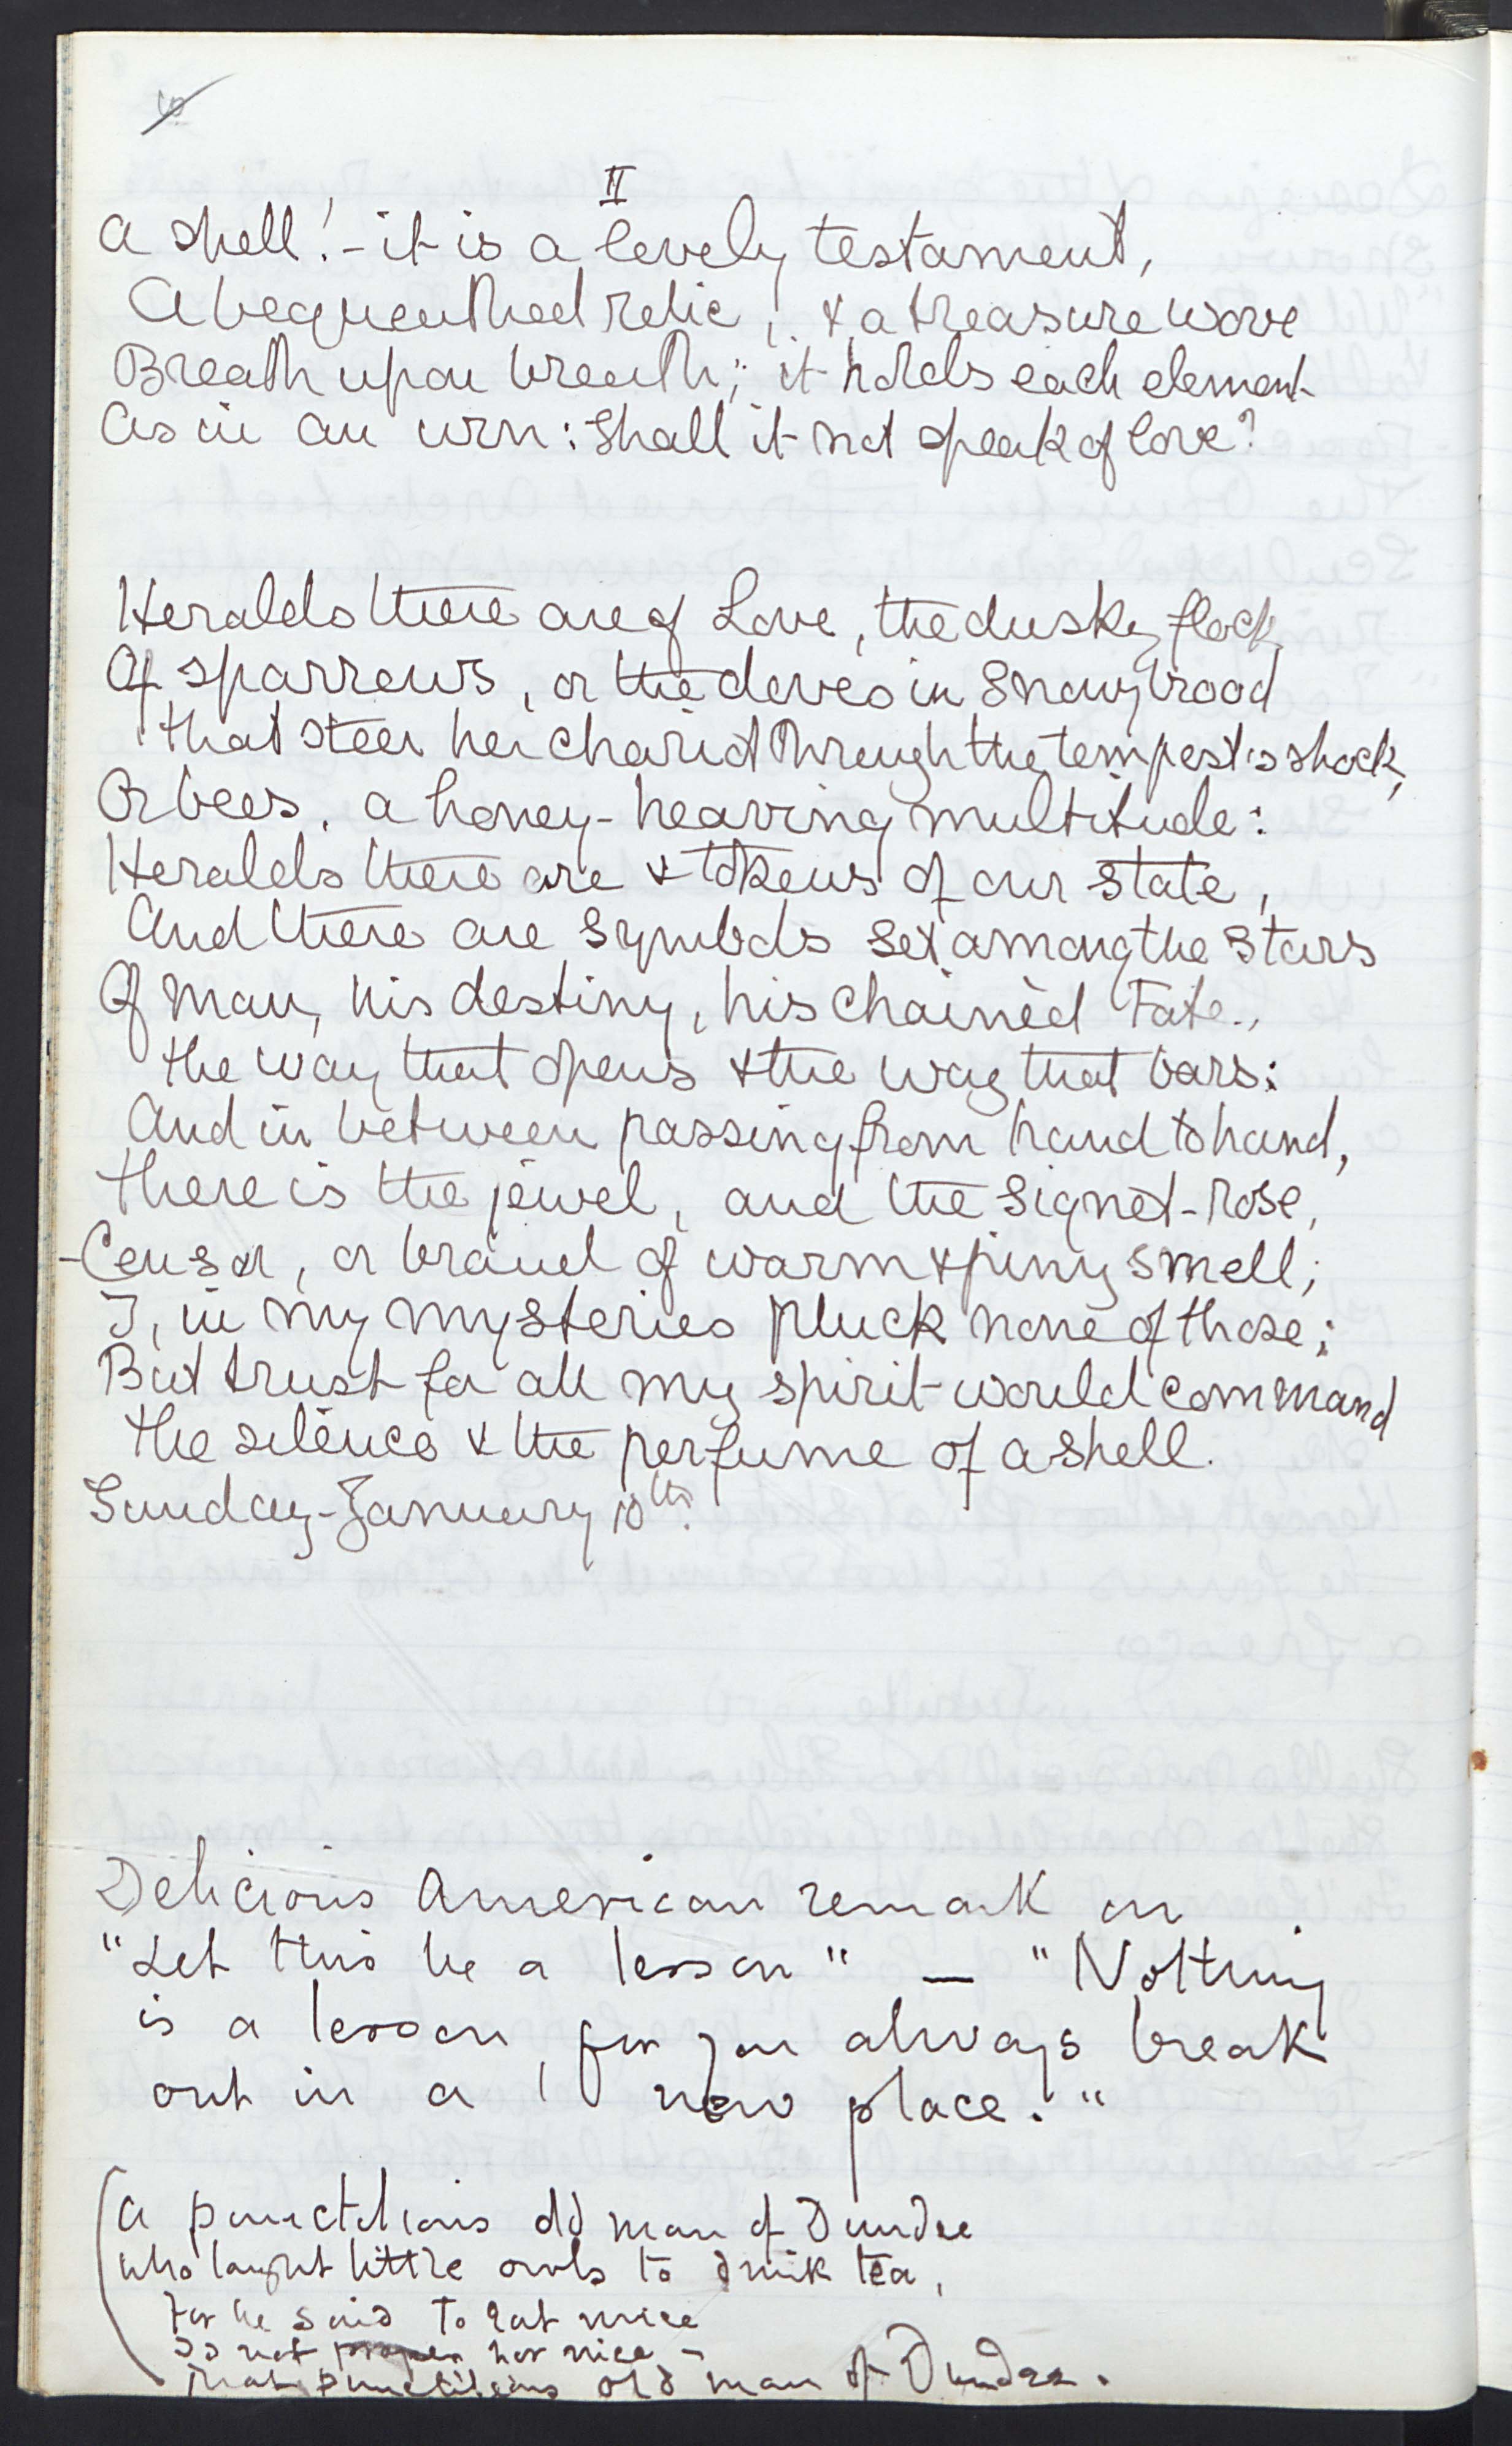 6
II
A shell! - it is a lovely testament,
A bequeathed relic, & a treasure wove
Breath upon breath; it holds each element
As in an urn: Shall it not speak of love?
Heralds there are of Love, the dusky flock
Of sparrows, or the doves in snowy brood
That steer her chariot through the tempest's shock,
Or bees, a honey-heaving multitude:
Heralds there are & tokens of our state,
And there are symbols set among the stars
Of man, his destiny, his chainèd Fate,
The way that opens & the way that bars:
And in between passing from hand to hand,
There is the jewel, and the signet-rose,
-Censer, or brand of warm & piny smell;
I, in my mysteries pluck none of those;
But trust for all my spirit would command
The silence & the perfume of a shell.
Sunday - January 10th.
Delicious American remark on
"Let this be a lesson" — "Nothing
is a lesson, for you always break
out in a new place."
(A punctilious old man of Dundee
who taught little owls to drink tea,
For he said To eat mice
Is not proper nor nice -
That punctilious old man of Dundee.